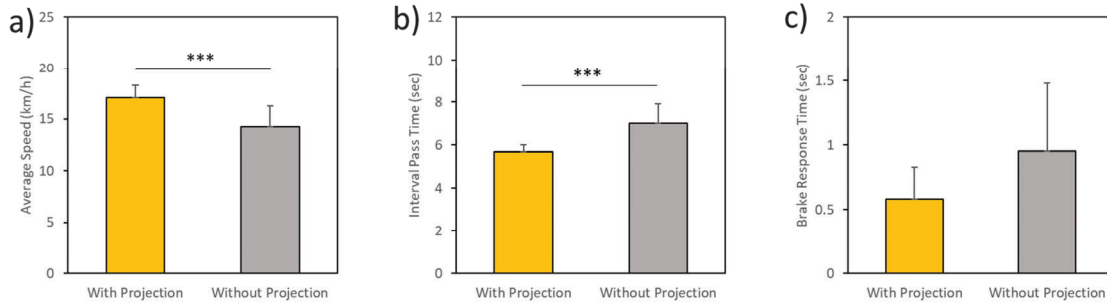 a)
Average Speed (km/h)
25
20
15
10
5
0
***
With Projection
Without Projection
b)
Interval Pass Time (sec)
12
10
8
6
4
2
0
***
With Projection
Without Projection
c)
Brake Response Time (sec)
2
1.5
1
0.5
0
With Projection
Without Projection